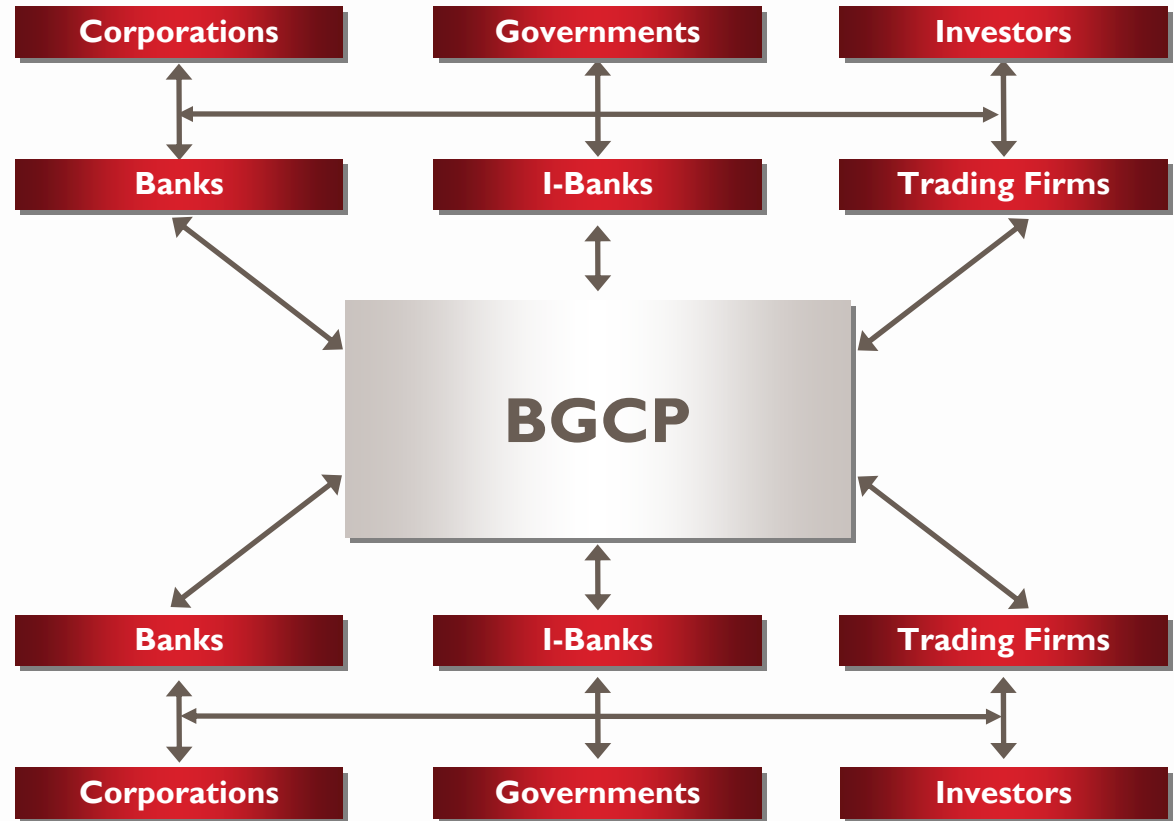 Corporations
Governments
Investors
Banks
I-Banks
Trading Firms
BGCP
Banks
I-Banks
Trading Firms
Corporations
Governments
Investors